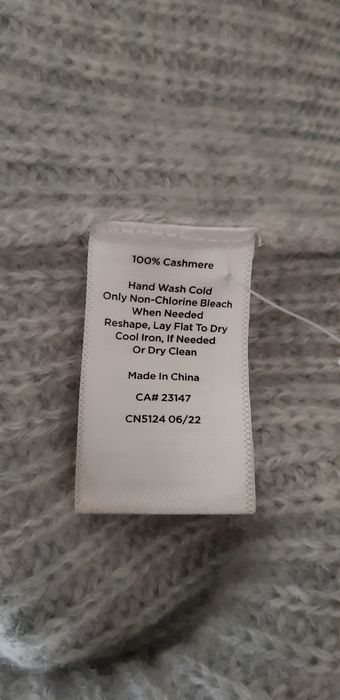 100% Cashmere
Hand Wash Cold
Only Non-Chlorine Bleach
When Needed
Reshape, Lay Flat To Dry
Cool Iron, If Needed
Or Dry Clean
Made In China
CA# 23147
CN5124 06/22